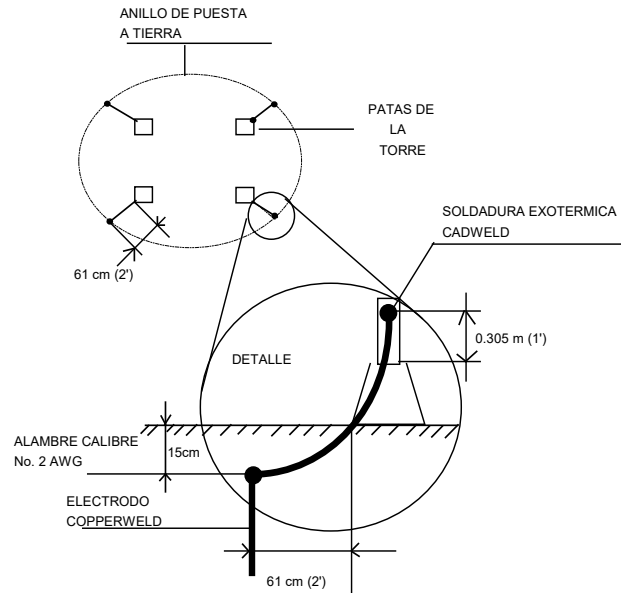 ANILLO DE PUESTA
A TIERRA
PATAS DE
LA
TORRE
SOLDADURA EXOTERMICA
CADWELD
61 cm (2')
0.305 m (1')
DETALLE
ALAMBRE CALIBRE
No. 2 AWG
15cm
ELECTRODO
COPPERWELD
61 cm (2')